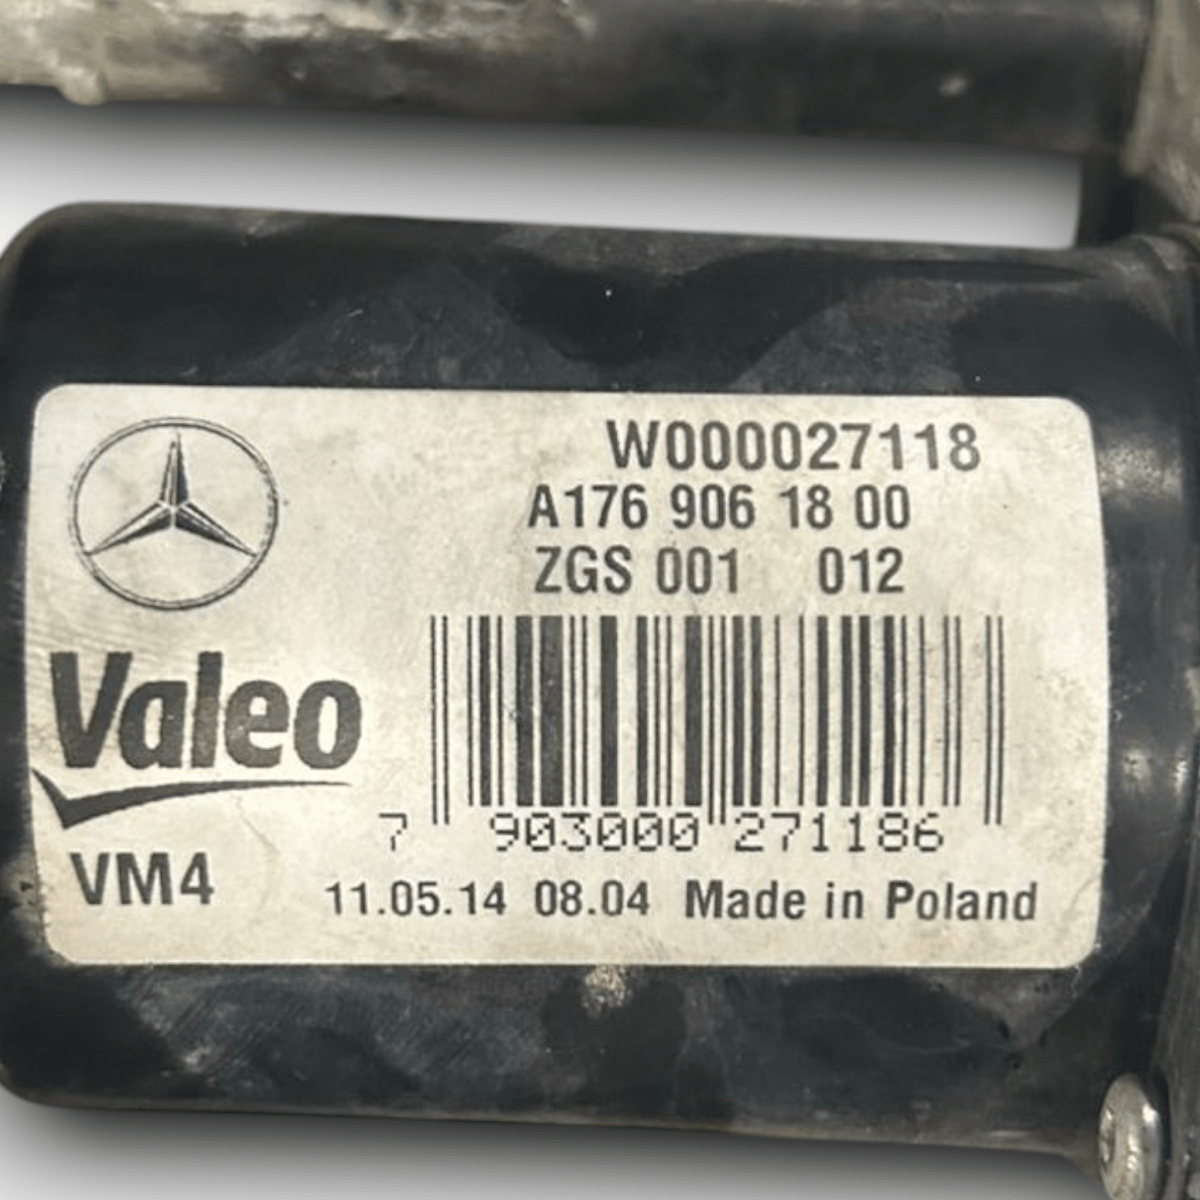 W000027118
A176 906 18 00
ZGS 001 012
Valeo
7 903000 271186
VM4
11.05.14 08.04 Made in Poland